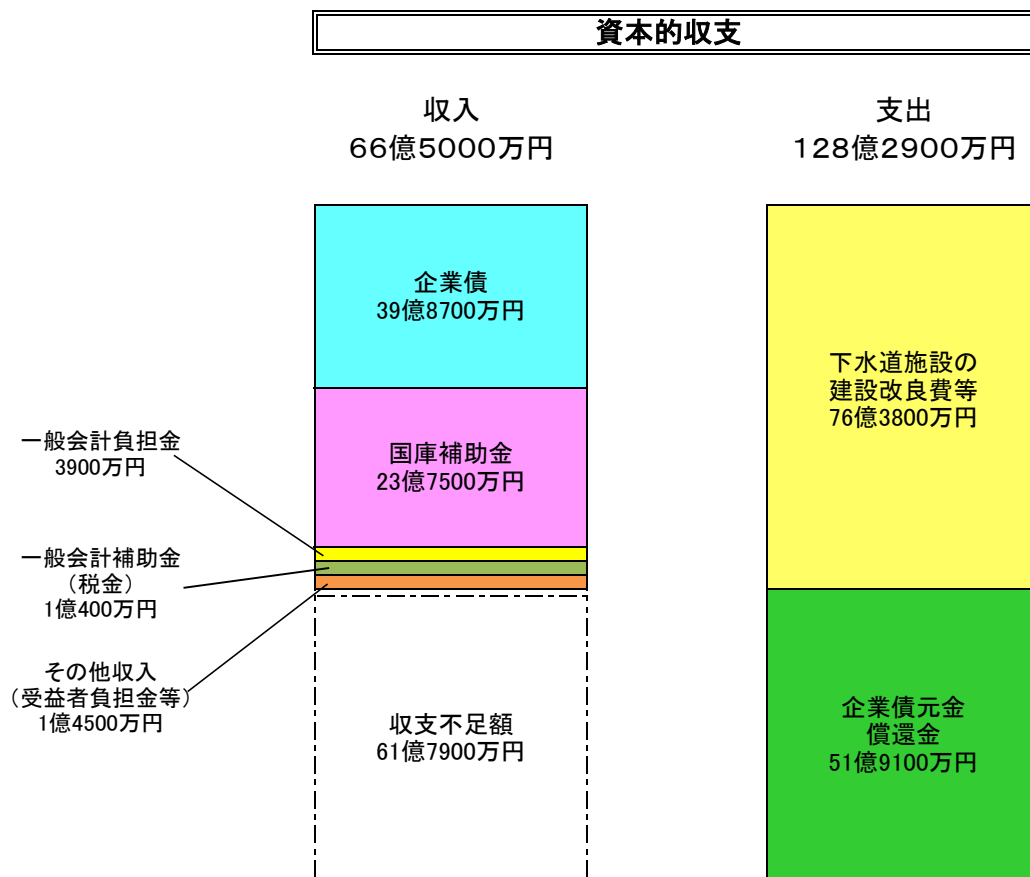 資本的収支
収入
66億5000万円
支出
128億2900万円
企業債
39億8700万円
国庫補助金
23億7500万円
一般会計負担金
3900万円
一般会計補助金
（税金）
1億400万円
その他収入
（受益者負担金等）
1億4500万円
収支不足額
61億7900万円
下水道施設の
建設改良費等
76億3800万円
企業債元金
償還金
51億9100万円